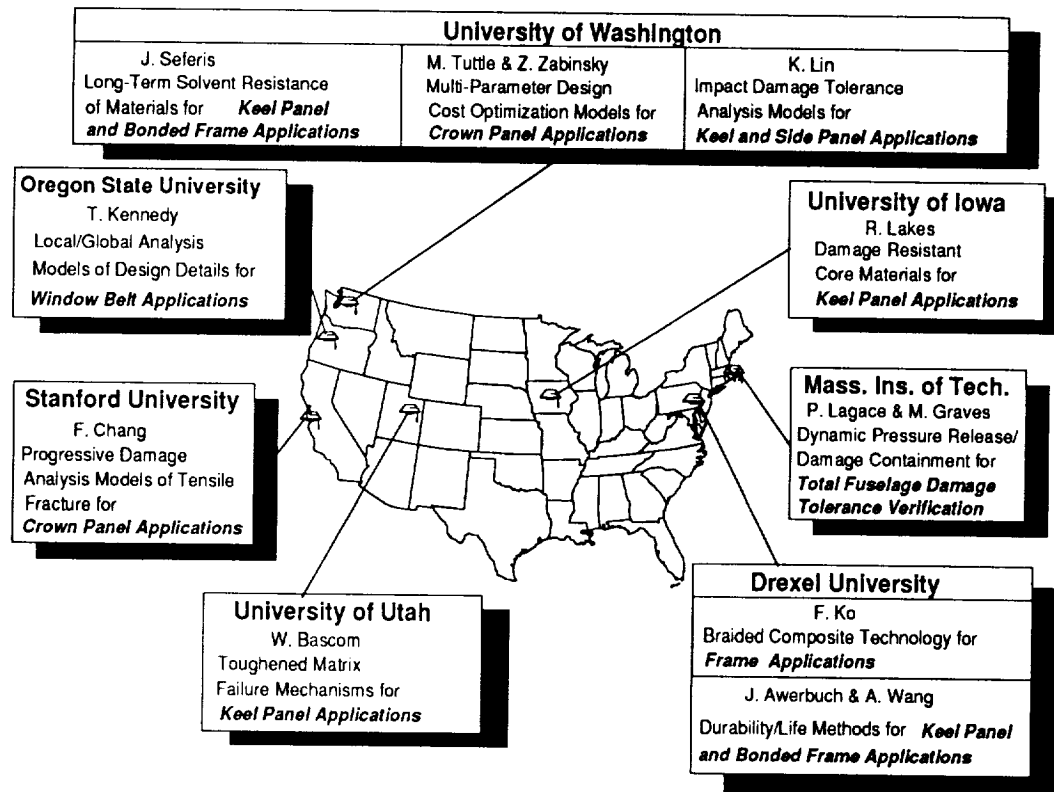 University of Washington
J. Seferis
Long-Term Solvent Resistance
of Materials for Keel Panel
and Bonded Frame Applications
M. Tuttle & Z. Zabinsky
Multi-Parameter Design
Cost Optimization Models for
Crown Panel Applications
K. Lin
Impact Damage Tolerance
Analysis Models for
Keel and Side Panel Applications
Oregon State University
T. Kennedy
Local/Global Analysis
Models of Design Details for
Window Belt Applications
University of Iowa
R. Lakes
Damage Resistant
Core Materials for
Keel Panel Applications
Stanford University
F. Chang
Progressive Damage
Analysis Models of Tensile
Fracture for
Crown Panel Applications
Mass. Ins. of Tech.
P. Lagace & M. Graves
Dynamic Pressure Release/
Damage Containment for
Total Fuselage Damage
Tolerance Verification
University of Utah
W. Bascom
Toughened Matrix
Failure Mechanisms for
Keel Panel Applications
Drexel University
F. Ko
Braided Composite Technology for
Frame Applications
J. Awerbuch & A. Wang
Durability/Life Methods for Keel Panel
and Bonded Frame Applications